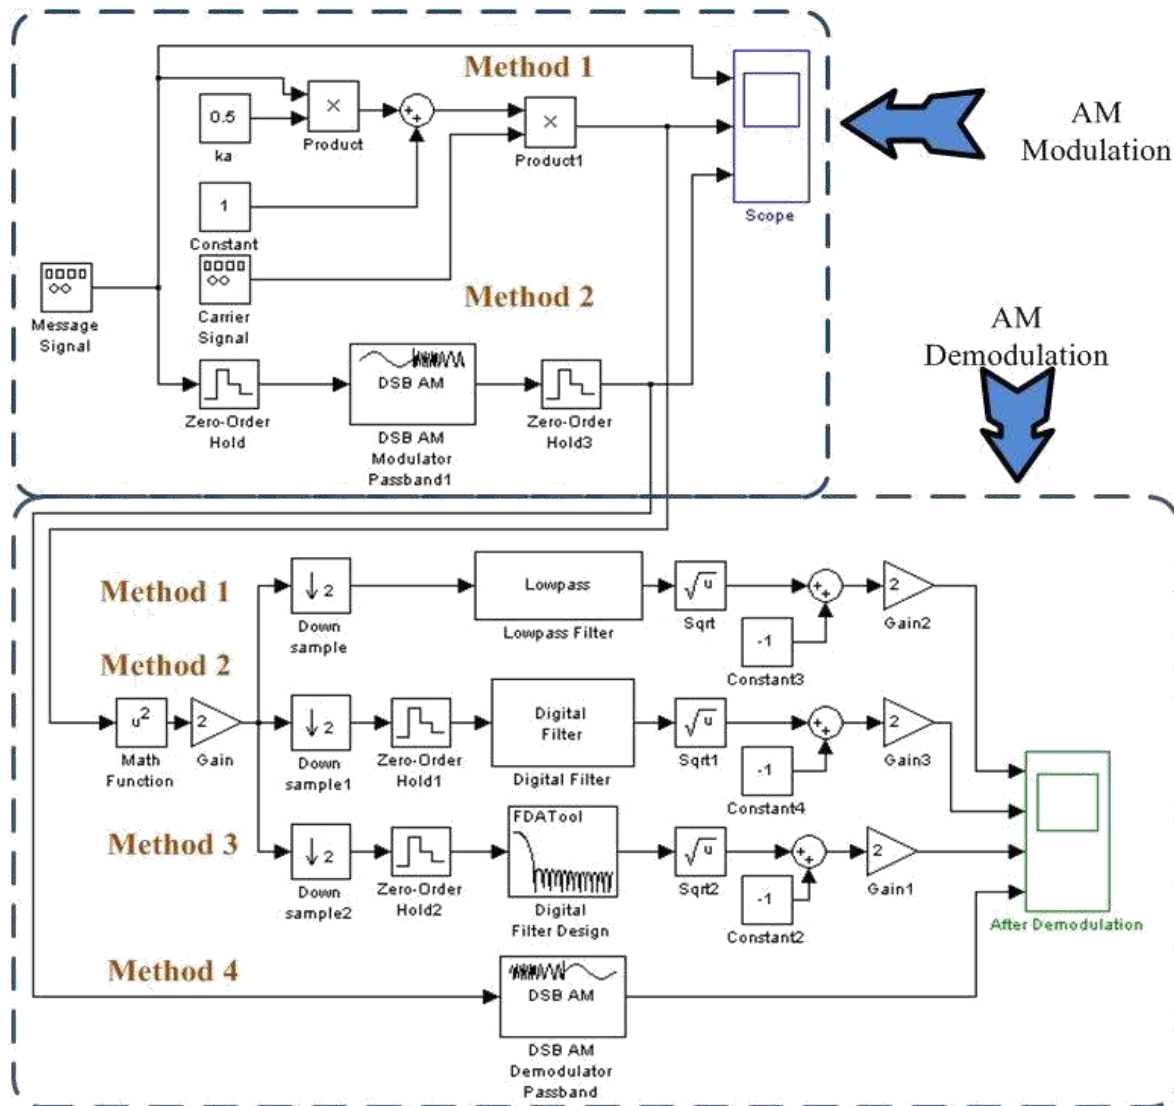 Method 1
0.5
ka
×
Product
×
Product1
Scope
AM
Modulation
1
Constant
Message
Signal
Carrier
Signal
Method 2
Zero-Order
Hold
DSB AM
DSB AM
Modulator
Passband1
Zero-Order
Hold3
AM
Demodulation
Method 1
↓2
Down
sample
Lowpass
Lowpass Filter
√u
Sqrt
++
-1
Constant3
2
Gain2
Method 2
u²
Math
Function
2
Gain
↓2
Down
sample1
Zero-Order
Hold1
Digital
Filter
Digital Filter
√u
Sqrt1
++
-1
Constant4
2
Gain3
Method 3
↓2
Down
sample2
Zero-Order
Hold2
FDATool
Digital
Filter Design
√u
Sqrt2
++
-1
Constant2
2
Gain1
After Demodulation
Method 4
DSB AM
DSB AM
Demodulator
Passband